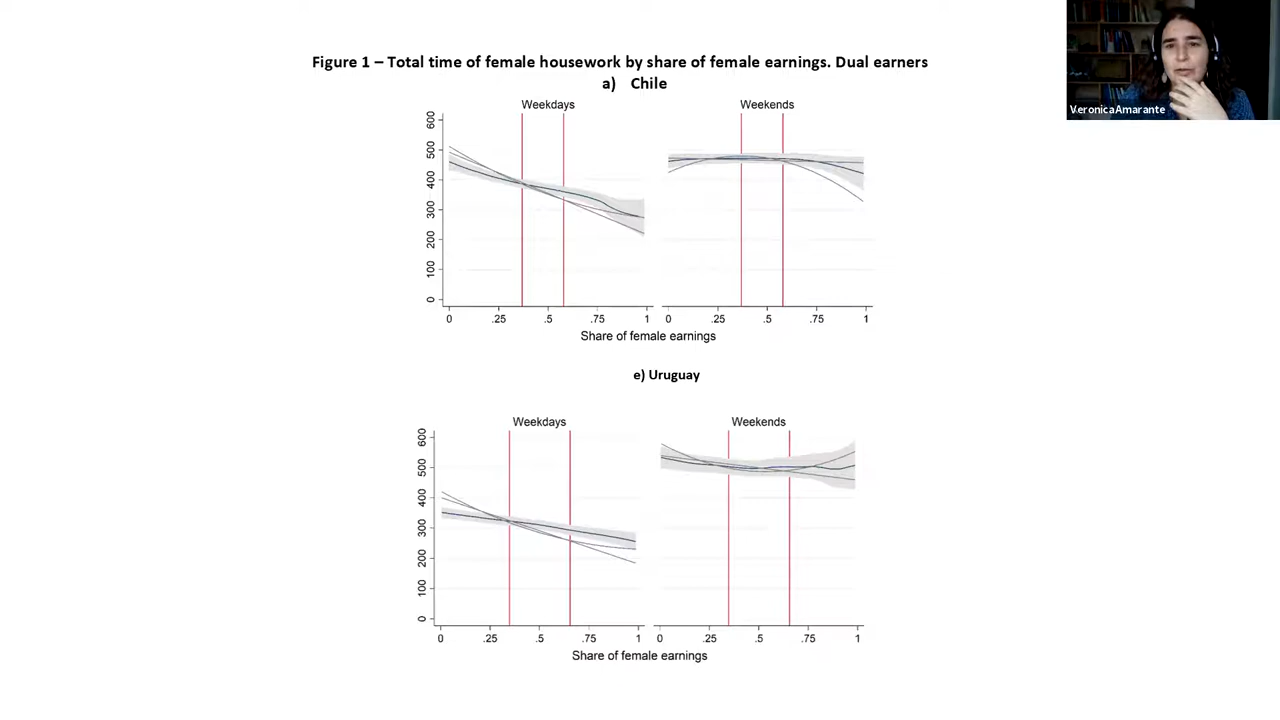 Figure 1 – Total time of female housework by share of female earnings. Dual earners
a) Chile
Weekdays
Weekends
600
500
400
300
200
100
0
0 .25 .5 .75 1
0 .25 .5 .75 1
Share of female earnings
e) Uruguay
Weekdays
Weekends
600
500
400
300
200
100
0
0 .25 .5 .75 1
0 .25 .5 .75 1
Share of female earnings
Veronica Amarante